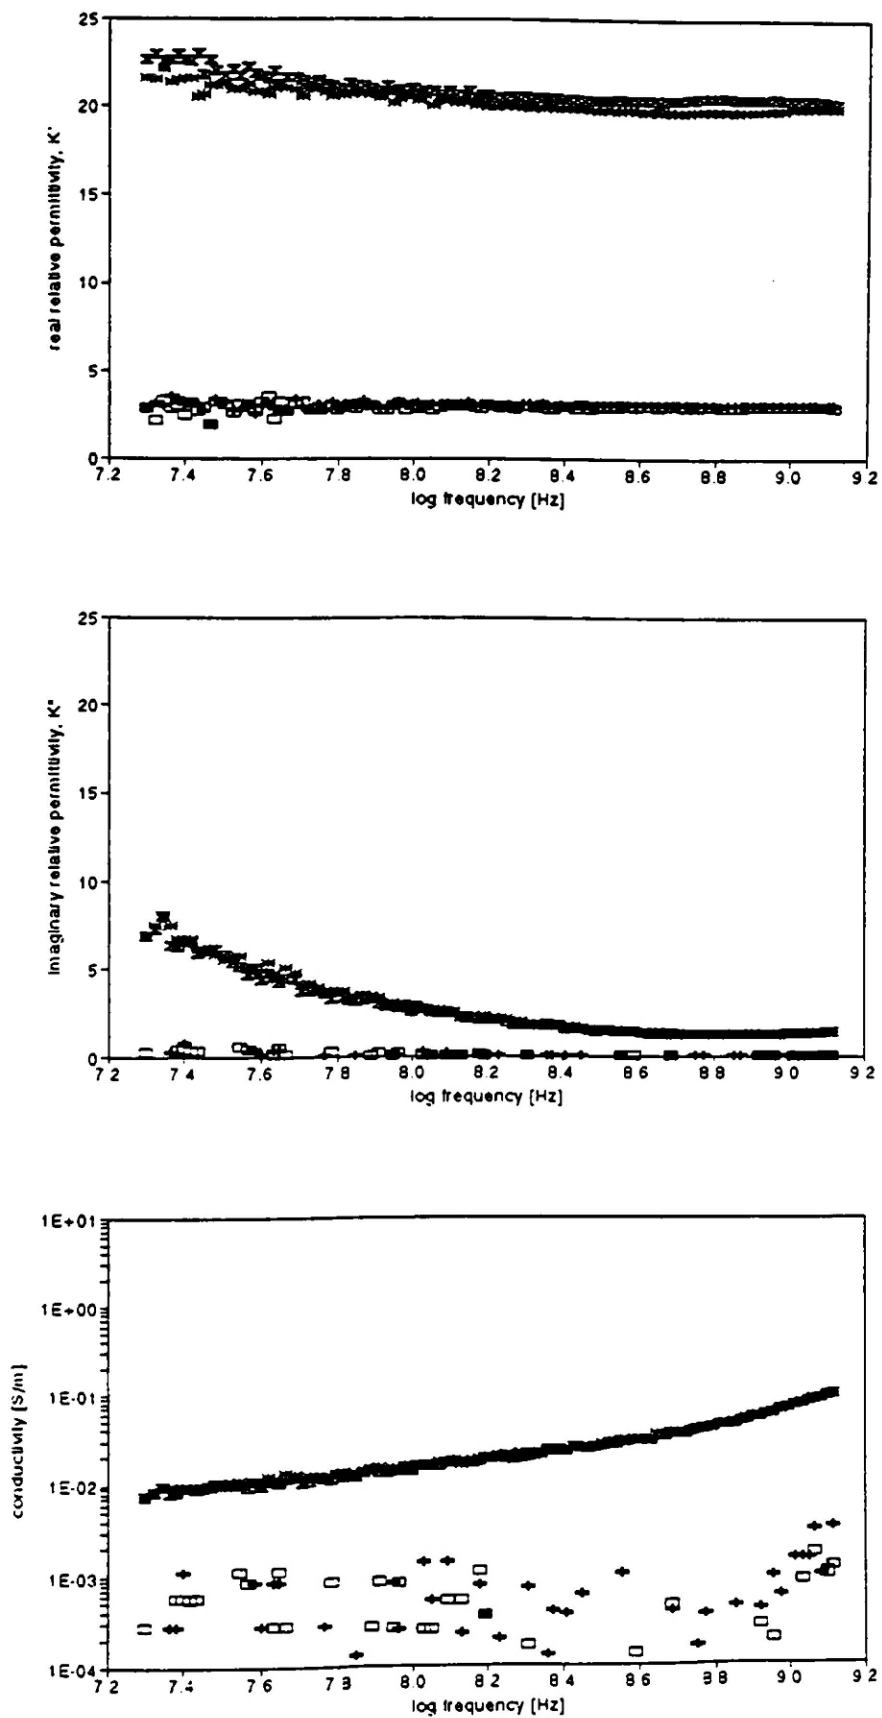 25
20
15
10
5
0
real relative permittivity, K'
7.2 7.4 7.6 7.8 8.0 8.2 8.4 8.6 8.8 9.0 9.2
log frequency [Hz]
25
20
15
10
5
0
Imaginary relative permittivity, K"
7.2 7.4 7.6 7 8 8.0 8.2 8.4 8 6 8 8 9 0 9 2
log frequency [Hz]
1E+01
1E+00
1E-01
1E-02
1E-03
1E-04
conductivity [S/m]
7 2 7 4 7 6 7 8 8 0 8 2 8 4 8 6 8 8 9 0 9 2
log frequency [Hz]